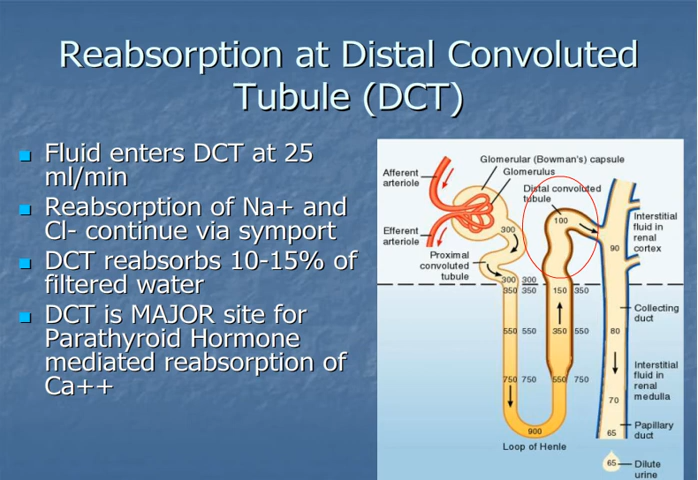 Reabsorption at Distal Convoluted
Tubule (DCT)
Fluid enters DCT at 25
ml/min
Reabsorption of Na+ and
Cl- continue via symport
DCT reabsorbs 10-15% of
filtered water
DCT is MAJOR site for
Parathyroid Hormone
mediated reabsorption of
Ca++
Glomerular (Bowman's) capsule
Glomerulus
Afferent
arteriole
Distal convoluted
tubule
100
Interstitial
fluid in
renal
cortex
Efferent
arteriole
300
90
Proximal
convoluted
tubule
300 300
350 350 150 350
Collecting
duct
550 550 350 550 80
Interstitial
fluid in
renal
medulla
750 750 550 750
70
Papillary
duct
900 65
Loop of Henle
65 Dilute
urine